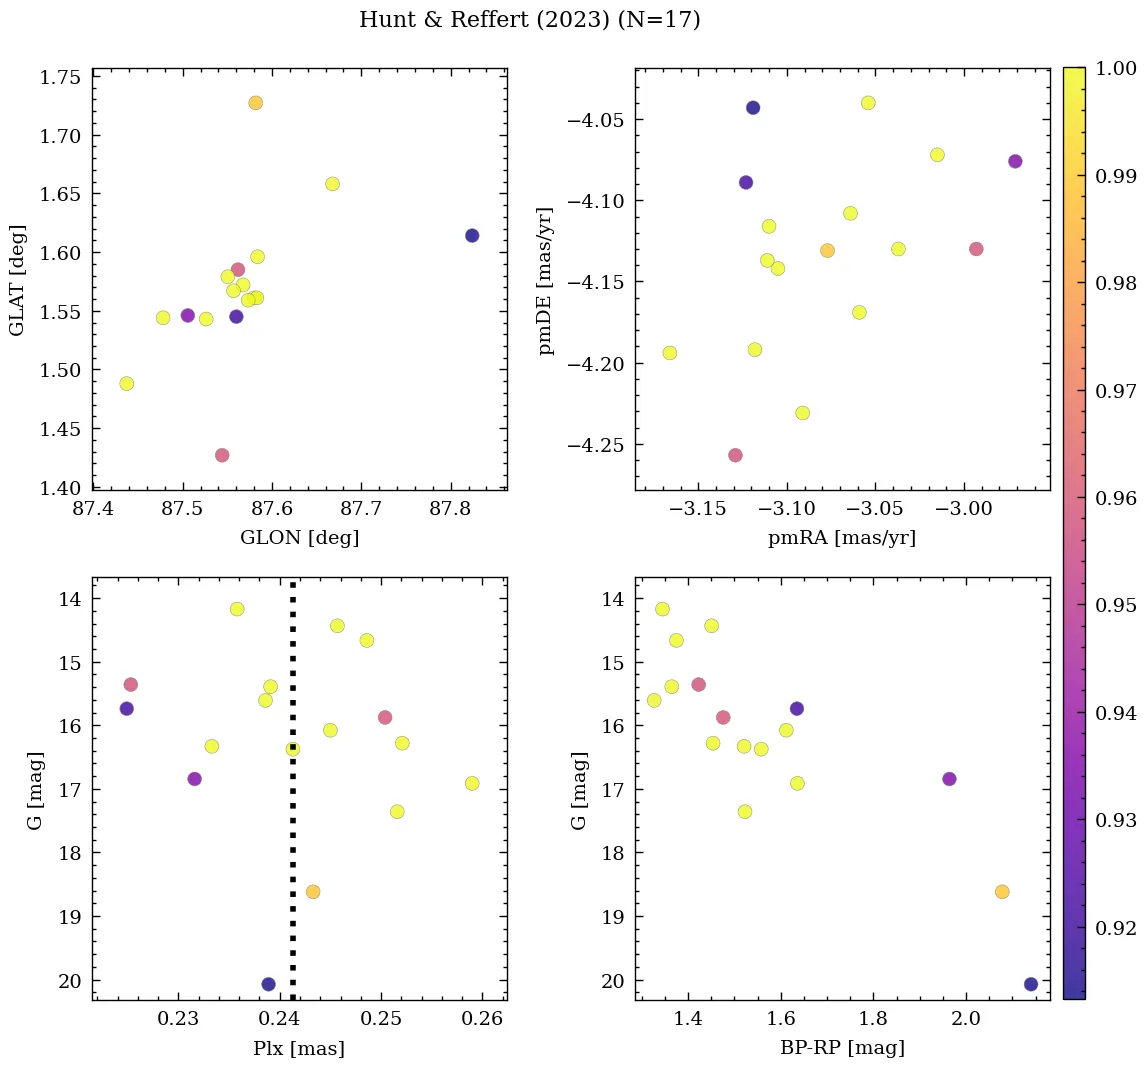 Hunt & Reffert (2023) (N=17)
1.75
1.70
1.65
1.60
1.55
1.50
1.45
1.40
GLAT [deg]
87.4 87.5 87.6 87.7 87.8
GLON [deg]
−4.05
−4.10
−4.15
−4.20
−4.25
pmDE [mas/yr]
−3.15 −3.10 −3.05 −3.00
pmRA [mas/yr]
14
15
16
17
18
19
20
G [mag]
0.23 0.24 0.25 0.26
Plx [mas]
14
15
16
17
18
19
20
G [mag]
1.4 1.6 1.8 2.0
BP-RP [mag]
1.00
0.99
0.98
0.97
0.96
0.95
0.94
0.93
0.92